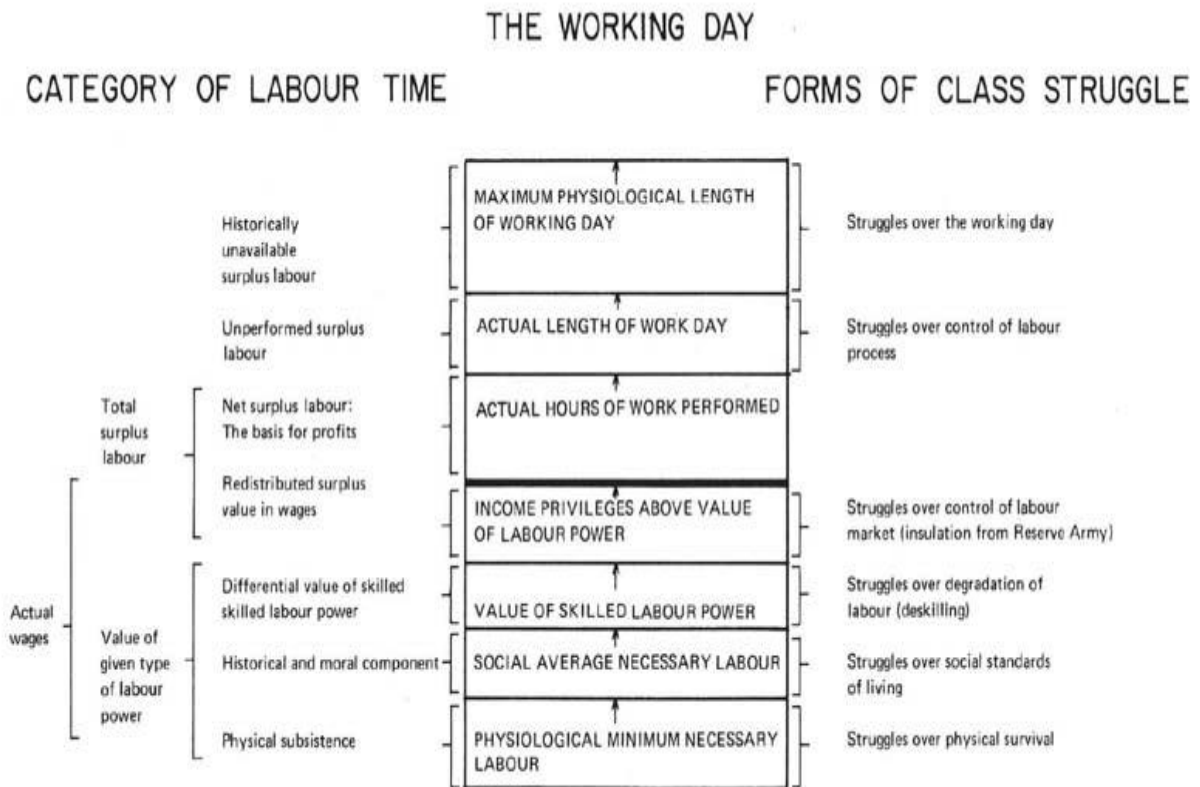 THE WORKING DAY
CATEGORY OF LABOUR TIME
FORMS OF CLASS STRUGGLE
Historically
unavailable
surplus labour
MAXIMUM PHYSIOLOGICAL LENGTH
OF WORKING DAY
Struggles over the working day
Unperformed surplus
labour
ACTUAL LENGTH OF WORK DAY
Struggles over control of labour
process
Total
surplus
labour
Net surplus labour:
The basis for profits
ACTUAL HOURS OF WORK PERFORMED
Redistributed surplus
value in wages
INCOME PRIVILEGES ABOVE VALUE
OF LABOUR POWER
Struggles over control of labour
market (insulation from Reserve Army)
Actual
wages
Value of
given type
of labour
power
Differential value of skilled
skilled labour power
VALUE OF SKILLED LABOUR POWER
Struggles over degradation of
labour (deskilling)
Historical and moral component
SOCIAL AVERAGE NECESSARY LABOUR
Struggles over social standards
of living
Physical subsistence
PHYSIOLOGICAL MINIMUM NECESSARY
LABOUR
Struggles over physical survival